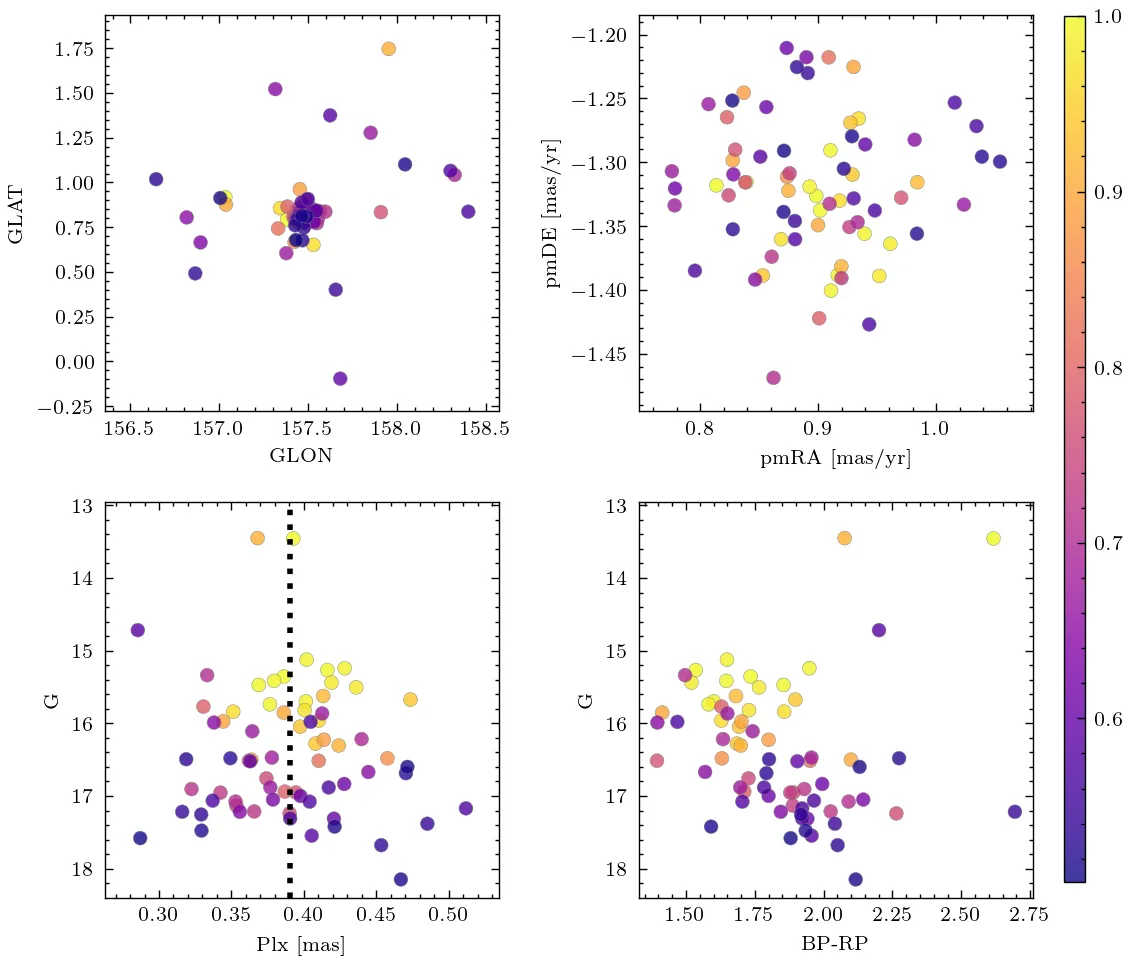 1.75
1.50
1.25
1.00
0.75
0.50
0.25
0.00
−0.25
GLAT
156.5 157.0 157.5 158.0 158.5
GLON
−1.20
−1.25
−1.30
−1.35
−1.40
−1.45
pmDE [mas/yr]
0.8 0.9 1.0
pmRA [mas/yr]
1.0
0.9
0.8
0.7
0.6
13
14
15
16
17
18
G
0.30 0.35 0.40 0.45 0.50
Plx [mas]
13
14
15
16
17
18
G
1.50 1.75 2.00 2.25 2.50 2.75
BP-RP